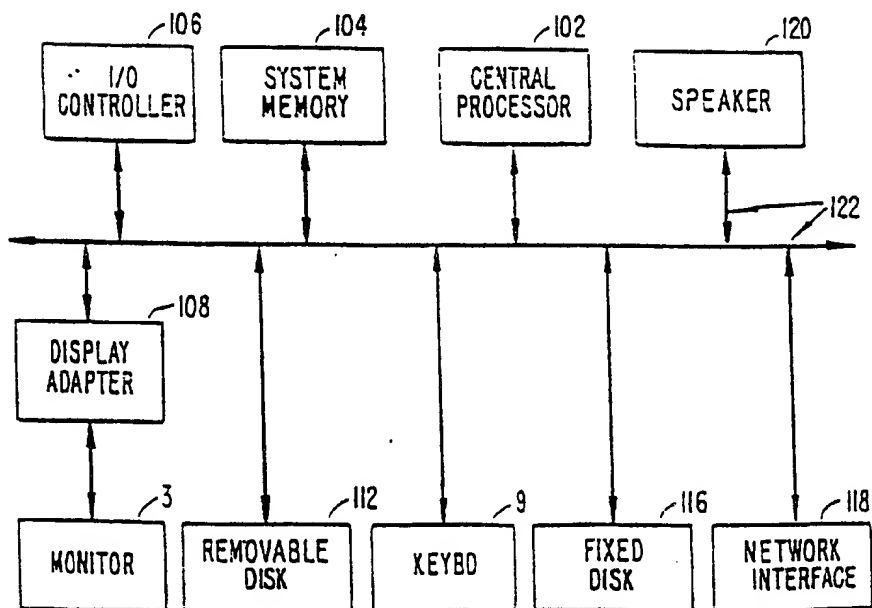 106
104
102
120
I/O
CONTROLLER
SYSTEM
MEMORY
CENTRAL
PROCESSOR
SPEAKER
122
108
DISPLAY
ADAPTER
3
112
9
116
118
MONITOR
REMOVABLE
DISK
KEYBD
FIXED
DISK
NETWORK
INTERFACE